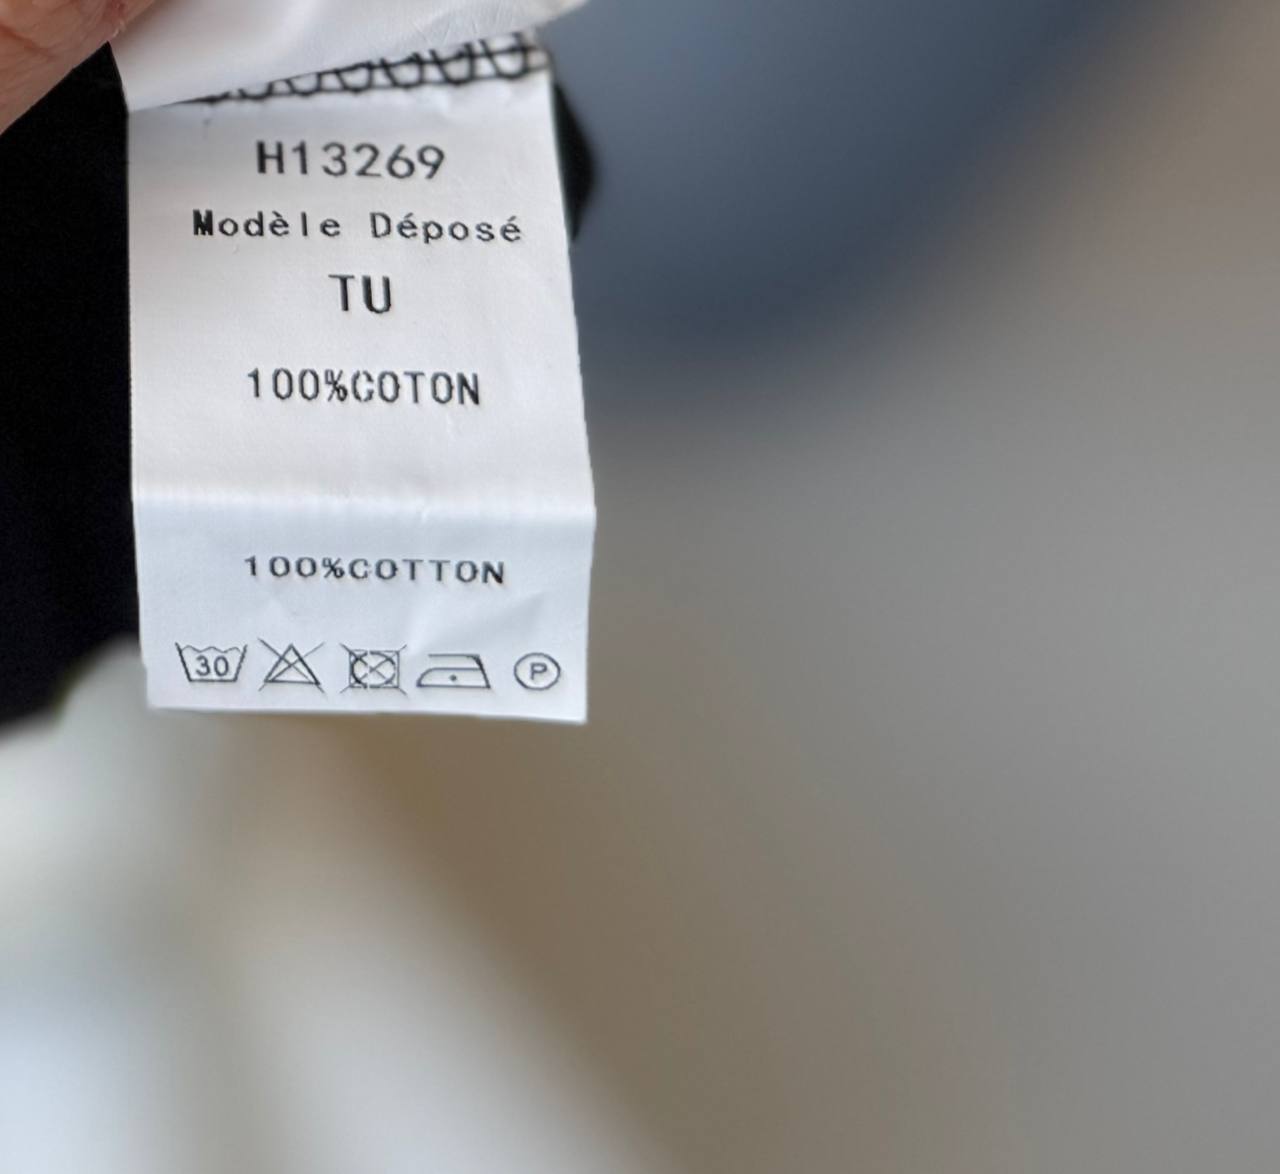 H13269
Modèle Déposé
TU
100%COTON
100%COTTON
30
P